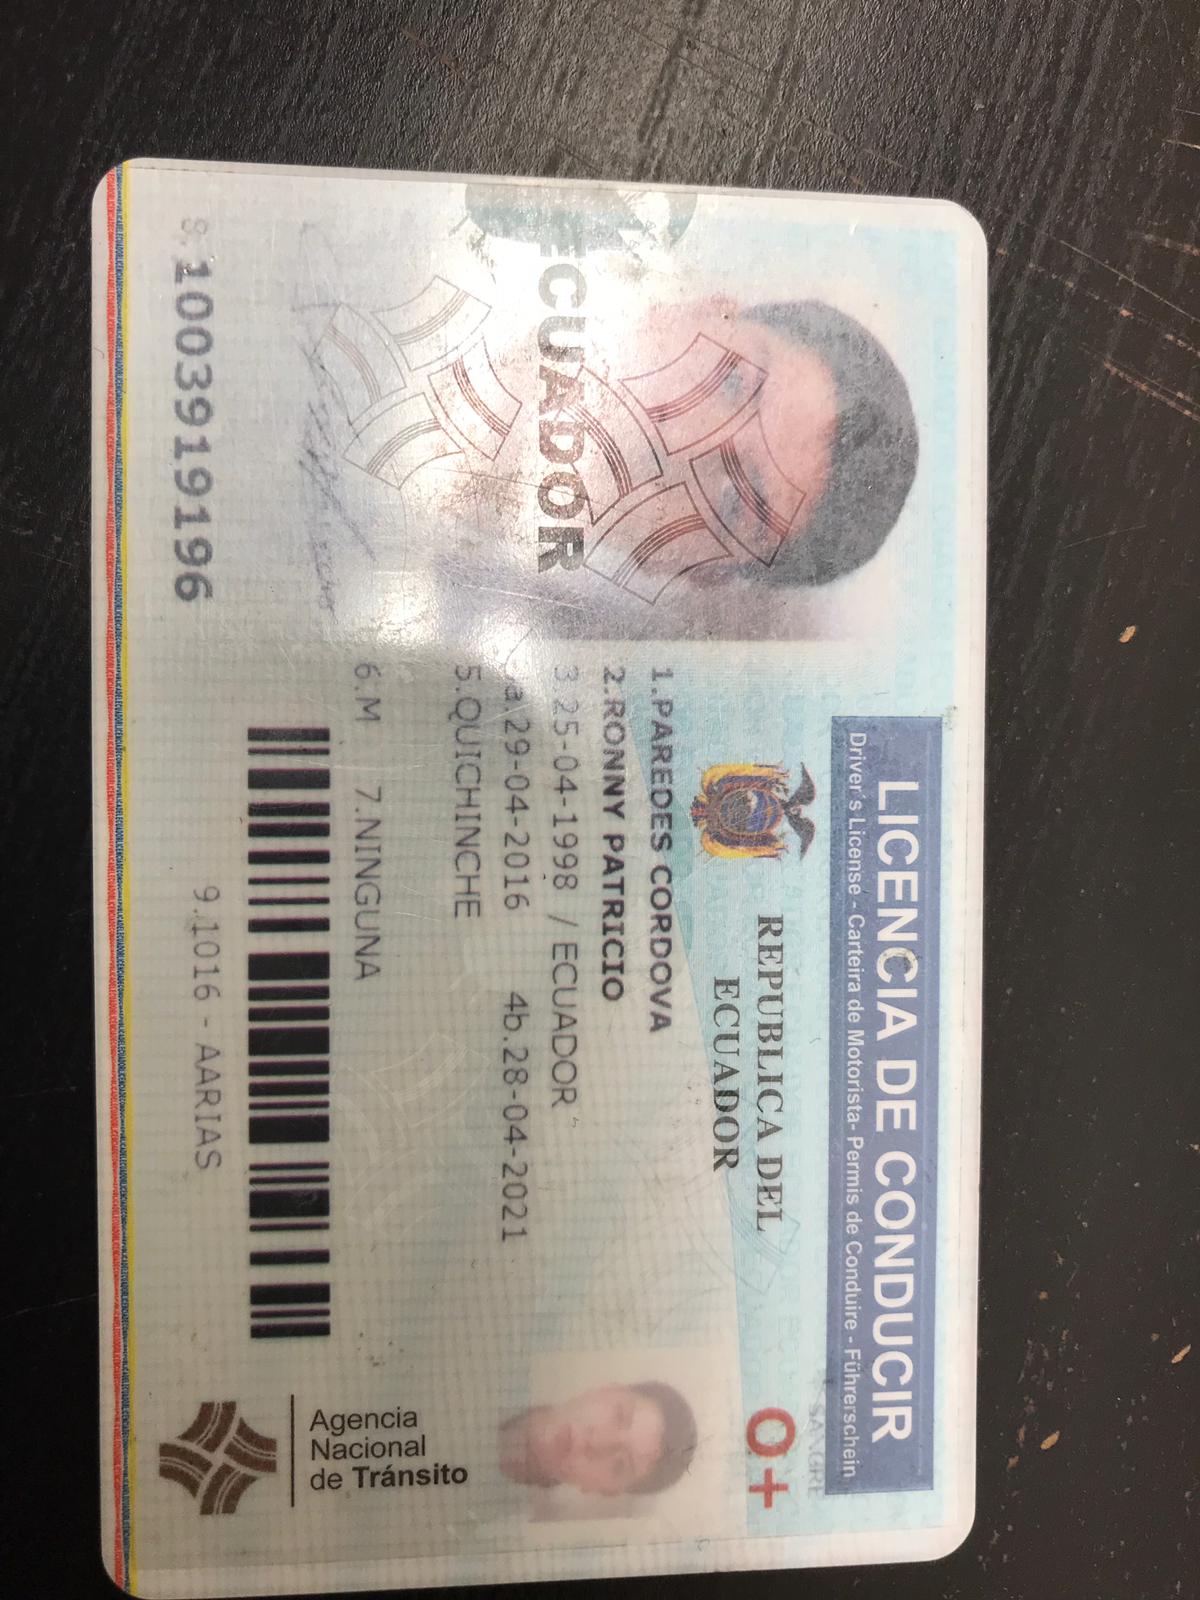 LICENCIA DE CONDUCIR
Driver's License - Carteira de Motorista- Permis de Conduire - Führerschein
SANGRE
O+
REPUBLICA DEL
ECUADOR
1.PAREDES CORDOVA
2.RONNY PATRICIO
3 25-04-1998 / ECUADOR
a.29-04-2016 4b.28-04-2021
5.QUICHINCHE
6.M 7.NINGUNA
ECUADOR
8.1003919196
9.1016 - AARIAS
Agencia
Nacional
de Tránsito